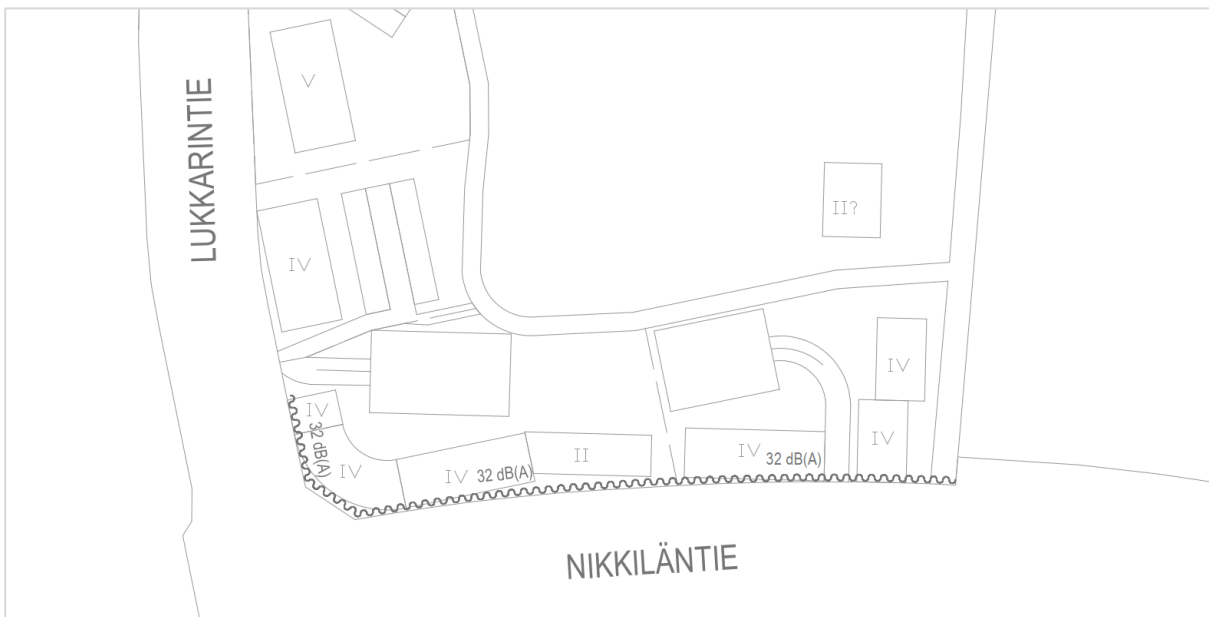 V
LUKKARINTIE
II?
IV
IV
IV
32 dB(A)
IV
IV
32 dB(A)
II
IV
32 dB(A)
IV
NIKKILÄNTIE